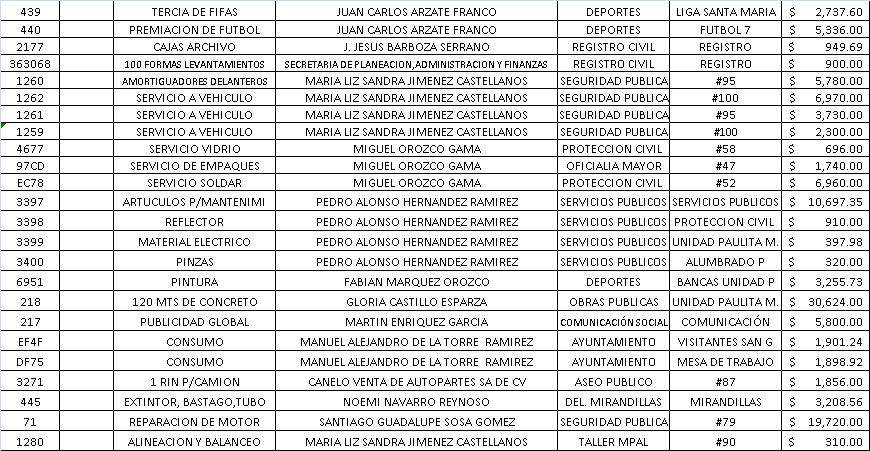 439 TERCIA DE FIFAS JUAN CARLOS ARZATE FRANCO DEPORTES LIGA SANTA MARIA $ 2,737.60
440 PREMIACION DE FUTBOL JUAN CARLOS ARZATE FRANCO DEPORTES FUTBOL 7 $ 5,336.00
2177 CAJAS ARCHIVO J. JESUS BARBOZA SERRANO REGISTRO CIVIL REGISTRO $ 949.69
363068 100 FORMAS LEVANTAMIENTOS SECRETARIA DE PLANEACION,ADMINISTRACION Y FINANZAS REGISTRO CIVIL REGISTRO $ 900.00
1260 AMORTIGUADORES DELANTEROS MARIA LIZ SANDRA JIMENEZ CASTELLANOS SEGURIDAD PUBLICA #95 $ 5,780.00
1262 SERVICIO A VEHICULO MARIA LIZ SANDRA JIMENEZ CASTELLANOS SEGURIDAD PUBLICA #100 $ 6,970.00
1261 SERVICIO A VEHICULO MARIA LIZ SANDRA JIMENEZ CASTELLANOS SEGURIDAD PUBLICA #95 $ 3,730.00
1259 SERVICIO A VEHICULO MARIA LIZ SANDRA JIMENEZ CASTELLANOS SEGURIDAD PUBLICA #100 $ 2,300.00
4677 SERVICIO VIDRIO MIGUEL OROZCO GAMA PROTECCION CIVIL #58 $ 696.00
97CD SERVICIO DE EMPAQUES MIGUEL OROZCO GAMA OFICIALIA MAYOR #47 $ 1,740.00
EC78 SERVICIO SOLDAR MIGUEL OROZCO GAMA PROTECCION CIVIL #52 $ 6,960.00
3397 ARTUCULOS P/MANTENIMI PEDRO ALONSO HERNANDEZ RAMIREZ SERVICIOS PUBLICOS SERVICIOS PUBLICOS $ 10,697.35
3398 REFLECTOR PEDRO ALONSO HERNANDEZ RAMIREZ SERVICIOS PUBLICOS PROTECCION CIVIL $ 910.00
3399 MATERIAL ELECTRICO PEDRO ALONSO HERNANDEZ RAMIREZ SERVICIOS PUBLICOS UNIDAD PAULITA M. $ 397.98
3400 PINZAS PEDRO ALONSO HERNANDEZ RAMIREZ SERVICIOS PUBLICOS ALUMBRADO P $ 320.00
6951 PINTURA FABIAN MARQUEZ OROZCO DEPORTES BANCAS UNIDAD P $ 3,255.73
218 120 MTS DE CONCRETO GLORIA CASTILLO ESPARZA OBRAS PUBLICAS UNIDAD PAULITA M. $ 30,624.00
217 PUBLICIDAD GLOBAL MARTIN ENRIQUEZ GARCIA COMUNICACIÓN SOCIAL COMUNICACIÓN $ 5,800.00
EF4F CONSUMO MANUEL ALEJANDRO DE LA TORRE RAMIREZ AYUNTAMIENTO VISITANTES SAN G $ 1,901.24
DF75 CONSUMO MANUEL ALEJANDRO DE LA TORRE RAMIREZ AYUNTAMIENTO MESA DE TRABAJO $ 1,898.92
3271 1 RIN P/CAMION CANELO VENTA DE AUTOPARTES SA DE CV ASEO PUBLICO #87 $ 1,856.00
445 EXTINTOR, BASTAGO,TUBO NOEMI NAVARRO REYNOSO DEL. MIRANDILLAS MIRANDILLAS $ 3,208.56
71 REPARACION DE MOTOR SANTIAGO GUADALUPE SOSA GOMEZ SEGURIDAD PUBLICA #79 $ 19,720.00
1280 ALINEACION Y BALANCEO MARIA LIZ SANDRA JIMENEZ CASTELLANOS TALLER MPAL #90 $ 310.00